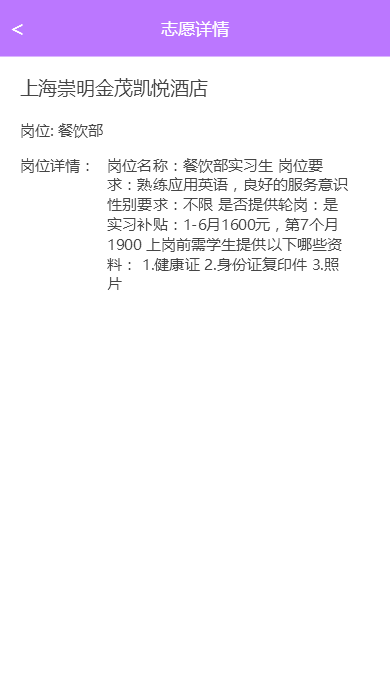 < 志愿详情
上海崇明金茂凯悦酒店
岗位: 餐饮部
岗位详情： 岗位名称：餐饮部实习生 岗位要
求：熟练应用英语，良好的服务意识
性别要求：不限 是否提供轮岗：是
实习补贴：1-6月1600元，第7个月
1900 上岗前需学生提供以下哪些资
料： 1.健康证 2.身份证复印件 3.照
片